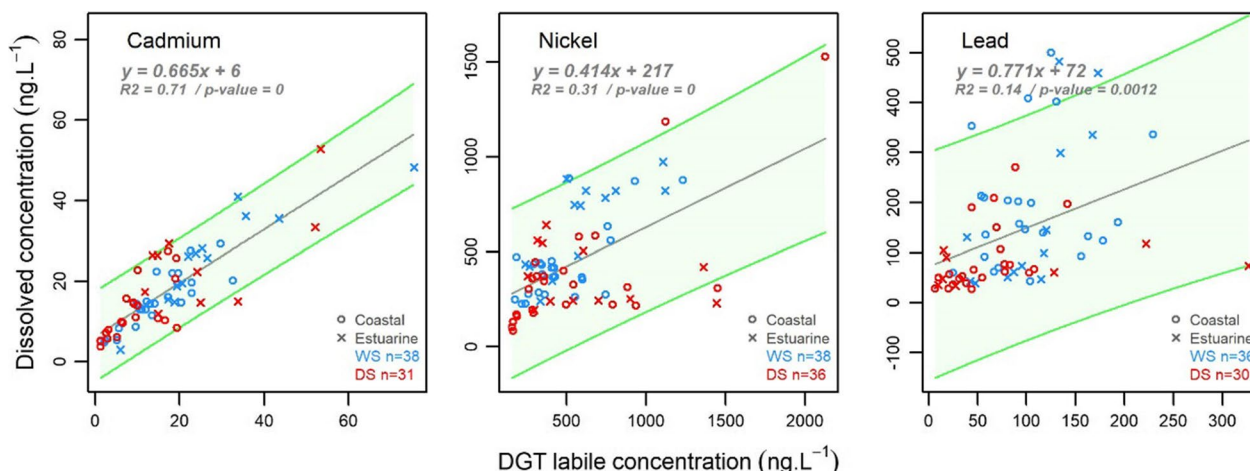 Dissolved concentration (ng.L⁻¹)
Cadmium
y = 0.665x + 6
R2 = 0.71 / p-value = 0
80
60
40
20
0
○ Coastal
× Estuarine
WS n=38
DS n=31
0 20 40 60
Nickel
y = 0.414x + 217
R2 = 0.31 / p-value = 0
1500
1000
500
0
○ Coastal
× Estuarine
WS n=38
DS n=36
500 1000 1500 2000
Lead
y = 0.771x + 72
R2 = 0.14 / p-value = 0.0012
500
400
300
200
100
0
-100
○ Coastal
× Estuarine
WS n=36
DS n=30
0 50 100 150 200 250 300
DGT labile concentration (ng.L⁻¹)